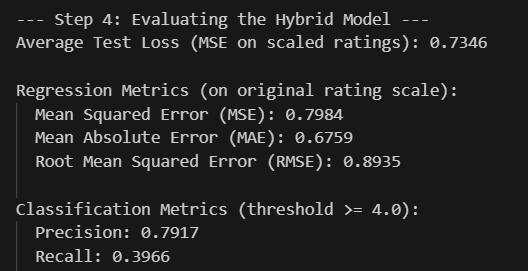 --- Step 4: Evaluating the Hybrid Model ---
Average Test Loss (MSE on scaled ratings): 0.7346
Regression Metrics (on original rating scale):
Mean Squared Error (MSE): 0.7984
Mean Absolute Error (MAE): 0.6759
Root Mean Squared Error (RMSE): 0.8935
Classification Metrics (threshold >= 4.0):
Precision: 0.7917
Recall: 0.3966